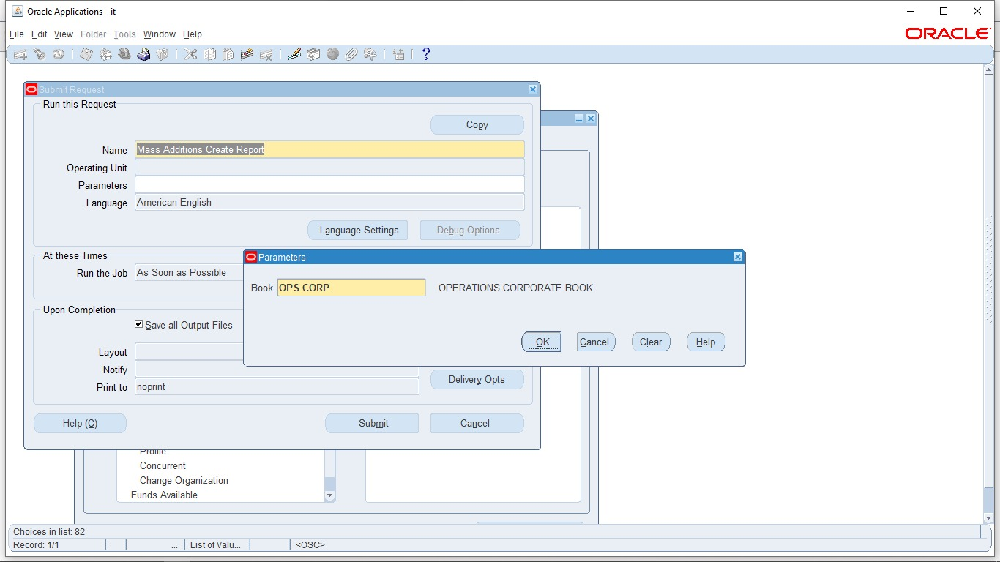 Oracle Applications - it
File Edit View Folder Tools Window Help
ORACLE
Submit Request
Run this Request
Copy
Name Mass Additions Create Report
Operating Unit
Parameters
Language American English
Language Settings Debug Options
At these Times
Run the Job As Soon as Possible
Parameters
Book OPS CORP OPERATIONS CORPORATE BOOK
OK Cancel Clear Help
Upon Completion
Save all Output Files
Layout
Notify
Print to noprint
Delivery Opts
Help (C) Submit Cancel
Profile
Concurrent
Change Organization
Funds Available
Choices in list: 82
Record: 1/1 ... List of Valu... <OSC>